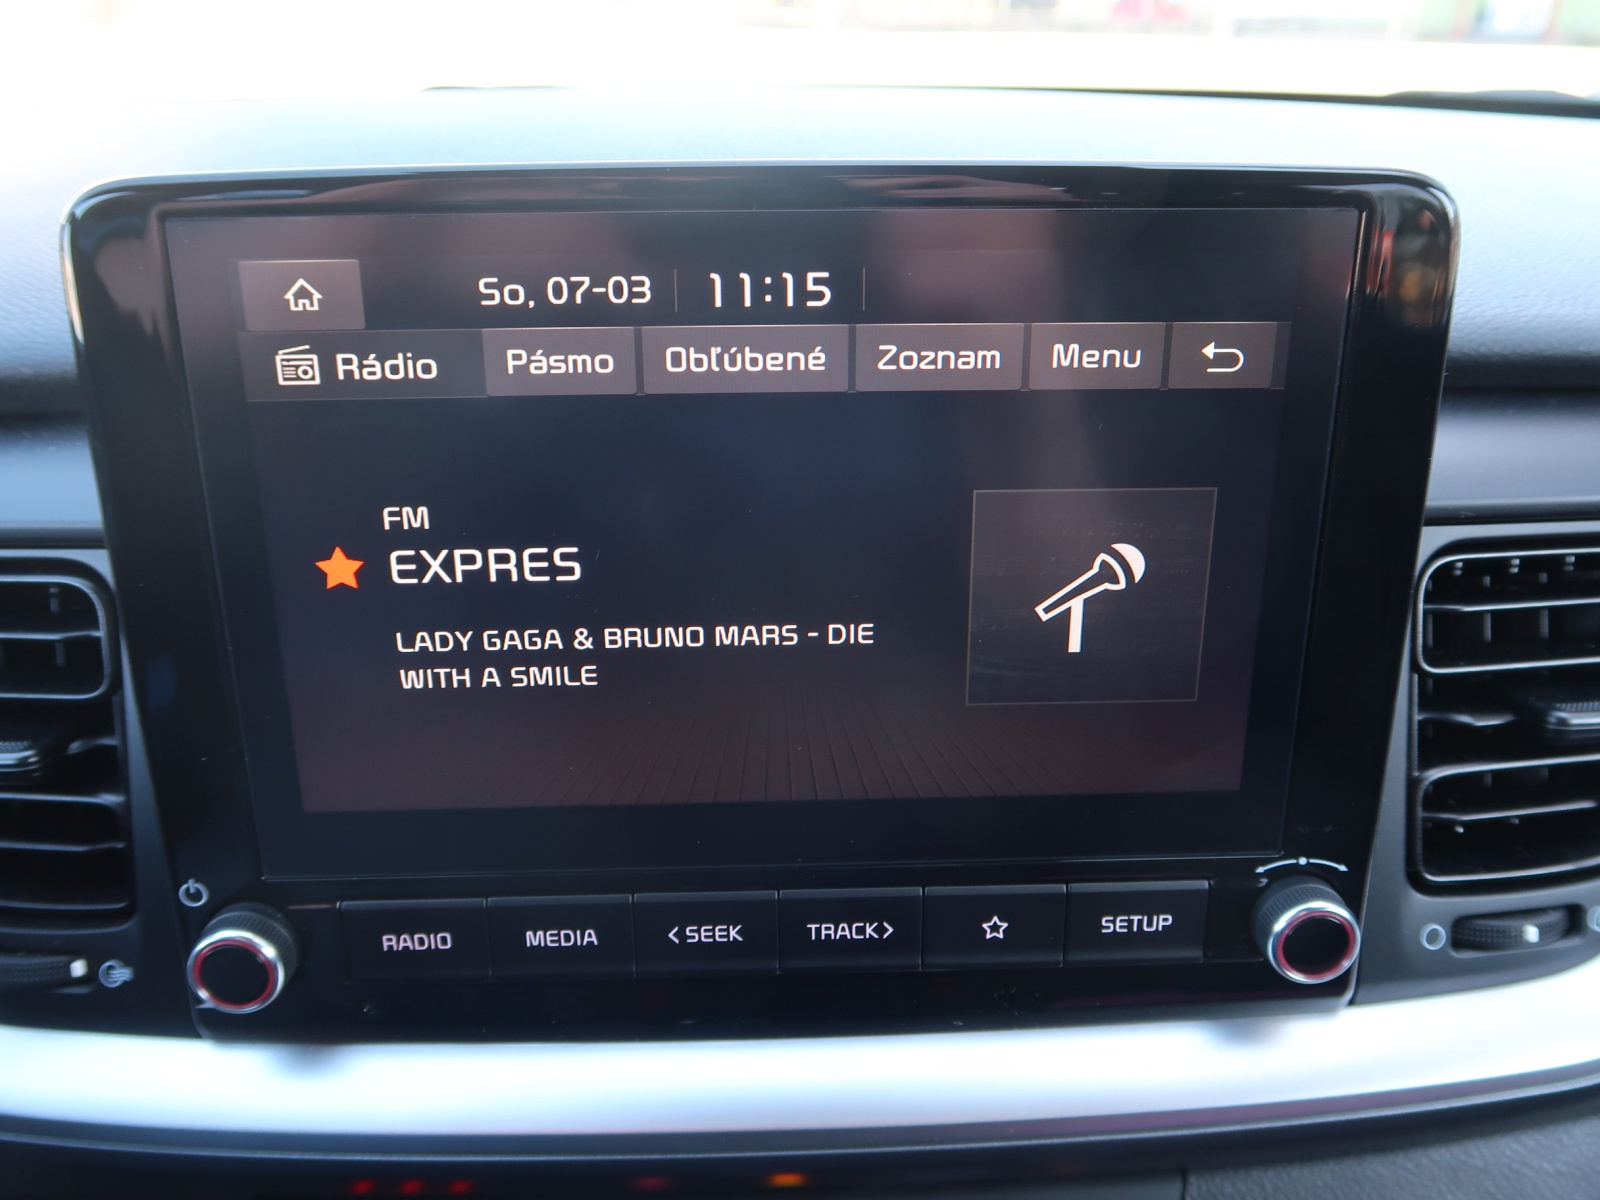 So, 07-03 11:15
Rádio Pásmo Obľúbené Zoznam Menu
FM
EXPRES
LADY GAGA & BRUNO MARS - DIE
WITH A SMILE
RADIO MEDIA <SEEK TRACK> SETUP